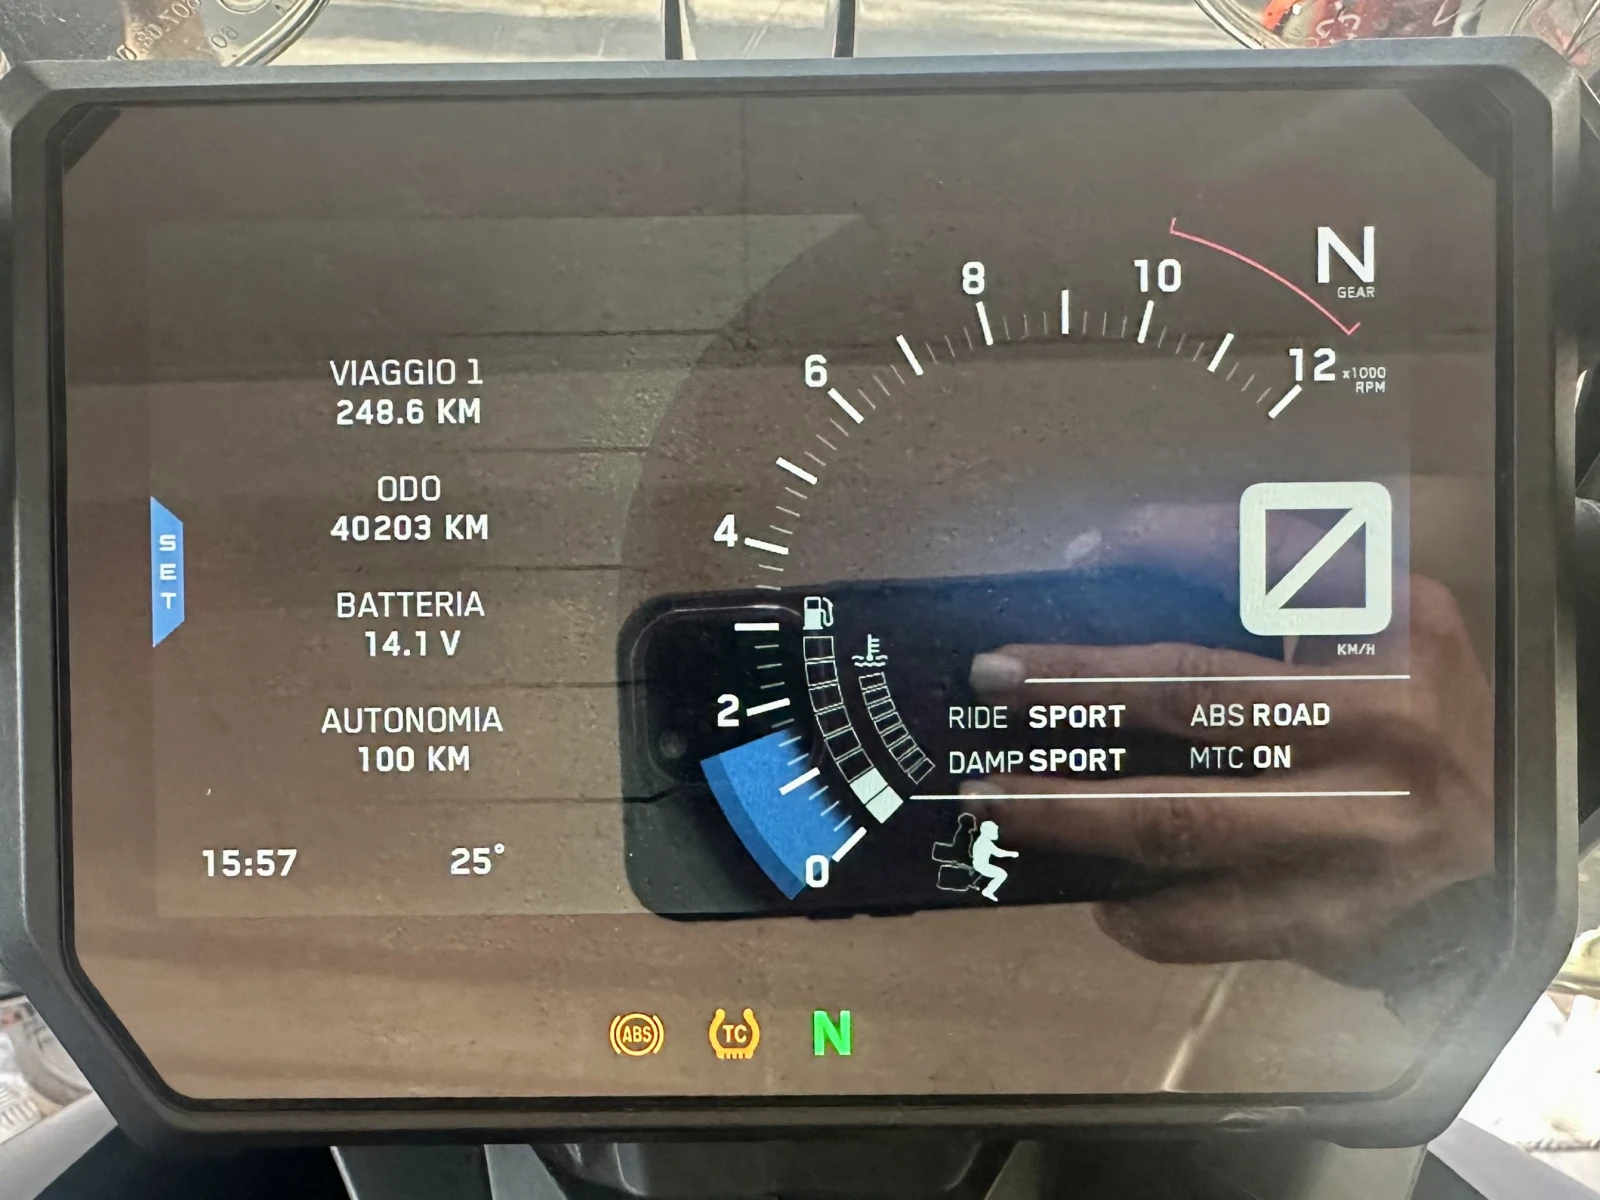 8
10
N
GEAR
6
12
x1000
RPM
VIAGGIO 1
248.6 KM
ODO
40203 KM
4
SET
BATTERIA
14.1 V
0
KM/H
2
RIDE SPORT
ABS ROAD
DAMP SPORT
MTC ON
AUTONOMIA
100 KM
0
15:57
25°
ABS
TC
N